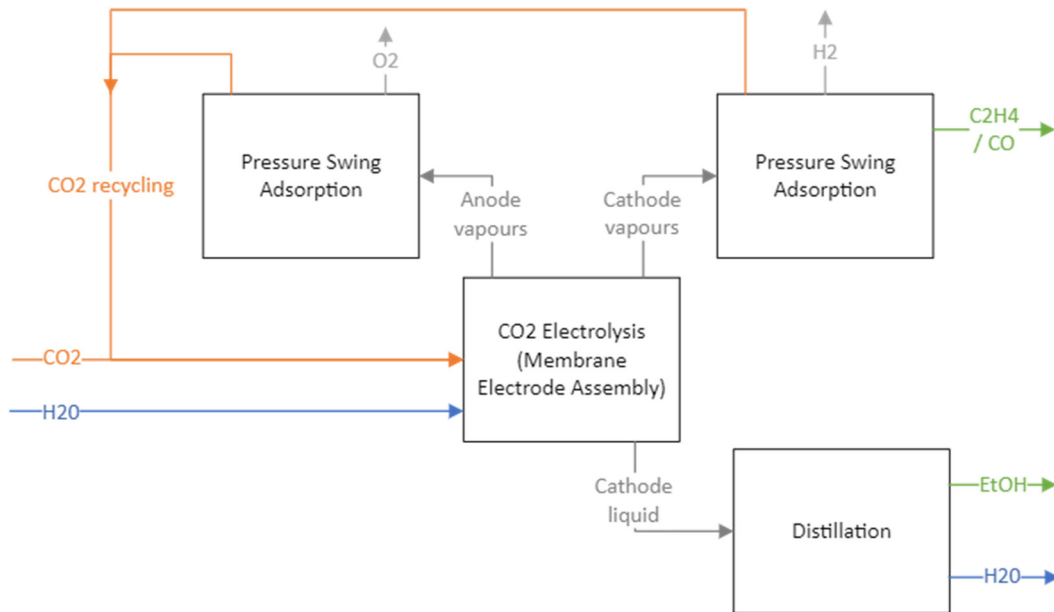 O2
H2
C2H4
/ CO
Pressure Swing
Adsorption
Pressure Swing
Adsorption
CO2 recycling
Anode
vapours
Cathode
vapours
CO2 Electrolysis
(Membrane
Electrode Assembly)
CO2
H20
Cathode
liquid
EtOH
Distillation
H20